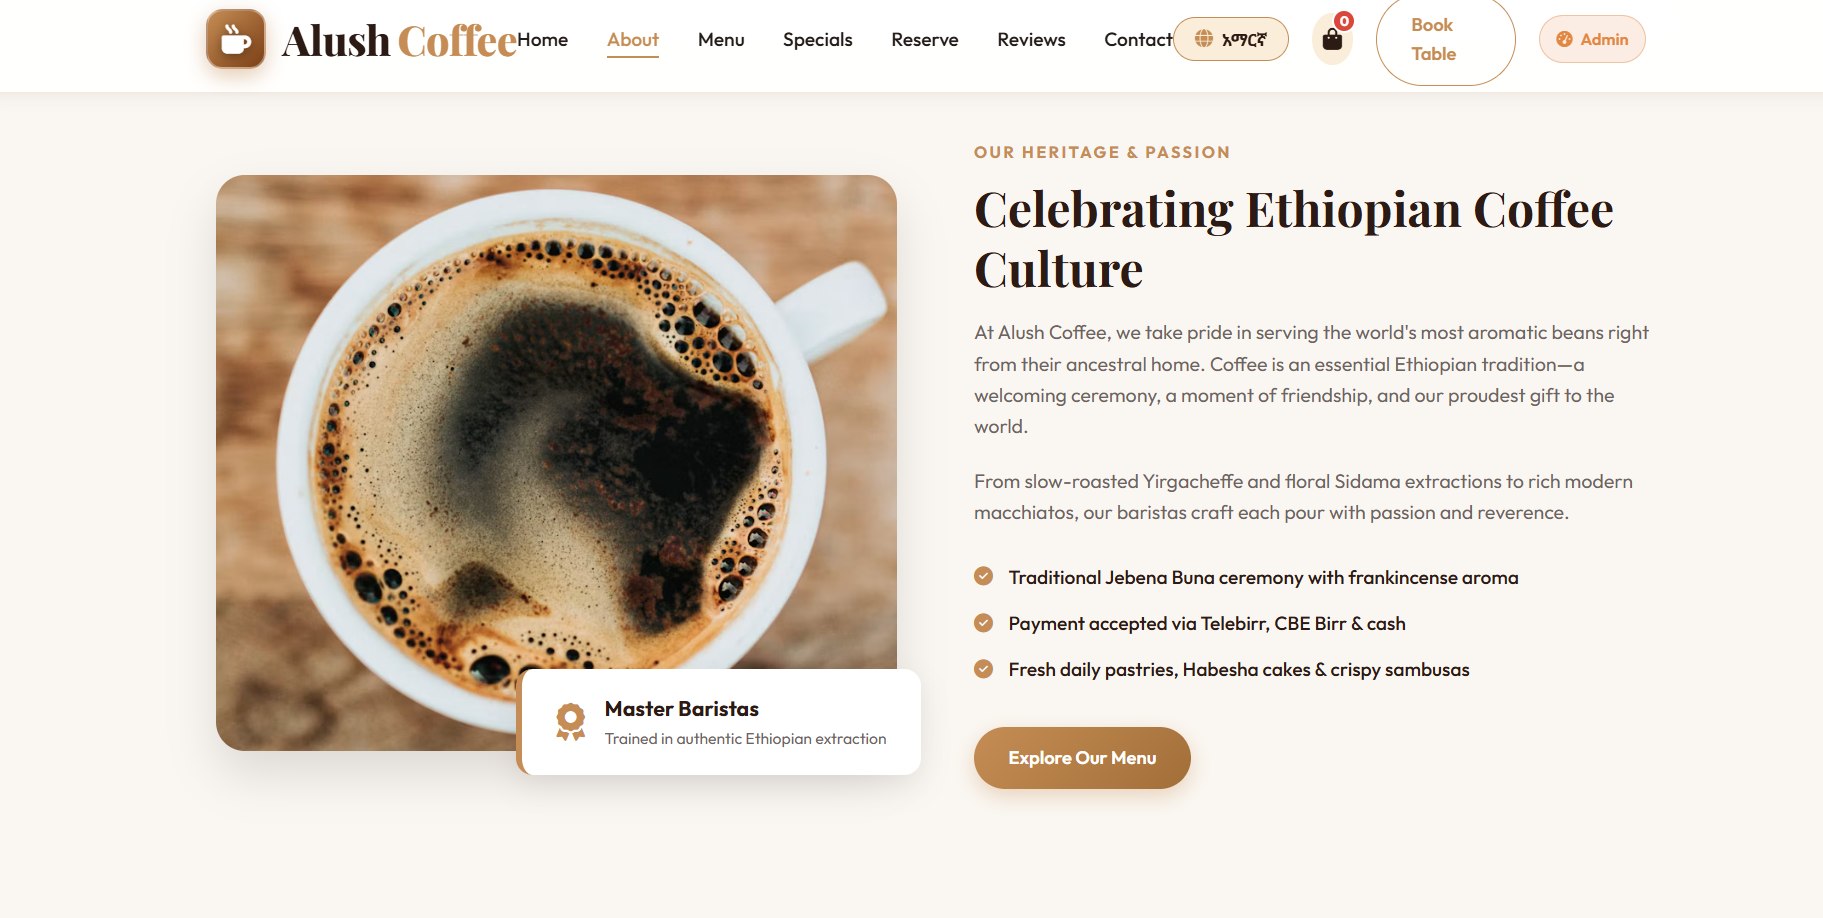 Alush Coffee
Home
About
Menu
Specials
Reserve
Reviews
Contact
አማርኛ
0
Book
Table
Admin
OUR HERITAGE & PASSION
Celebrating Ethiopian Coffee
Culture
At Alush Coffee, we take pride in serving the world's most aromatic beans right
from their ancestral home. Coffee is an essential Ethiopian tradition—a
welcoming ceremony, a moment of friendship, and our proudest gift to the
world.
From slow-roasted Yirgacheffe and floral Sidama extractions to rich modern
macchiatos, our baristas craft each pour with passion and reverence.
Traditional Jebena Buna ceremony with frankincense aroma
Payment accepted via Telebirr, CBE Birr & cash
Fresh daily pastries, Habesha cakes & crispy sambusas
Master Baristas
Trained in authentic Ethiopian extraction
Explore Our Menu